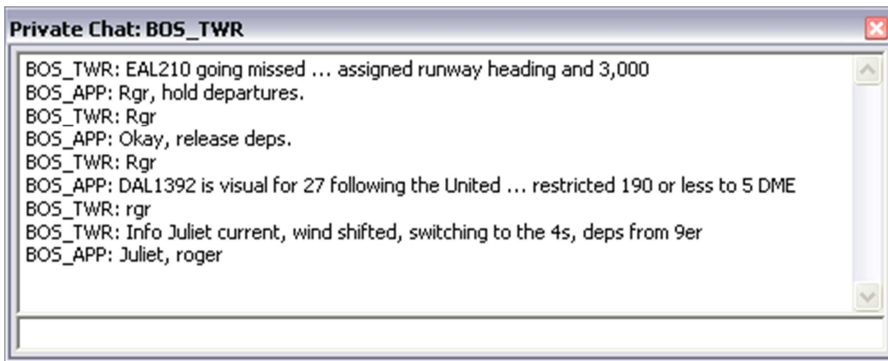 Private Chat: BOS_TWR
BOS_TWR: EAL210 going missed ... assigned runway heading and 3,000
BOS_APP: Rgr, hold departures.
BOS_TWR: Rgr
BOS_APP: Okay, release deps.
BOS_TWR: Rgr
BOS_APP: DAL1392 is visual for 27 following the United ... restricted 190 or less to 5 DME
BOS_TWR: rgr
BOS_TWR: Info Juliet current, wind shifted, switching to the 4s, deps from 9er
BOS_APP: Juliet, roger